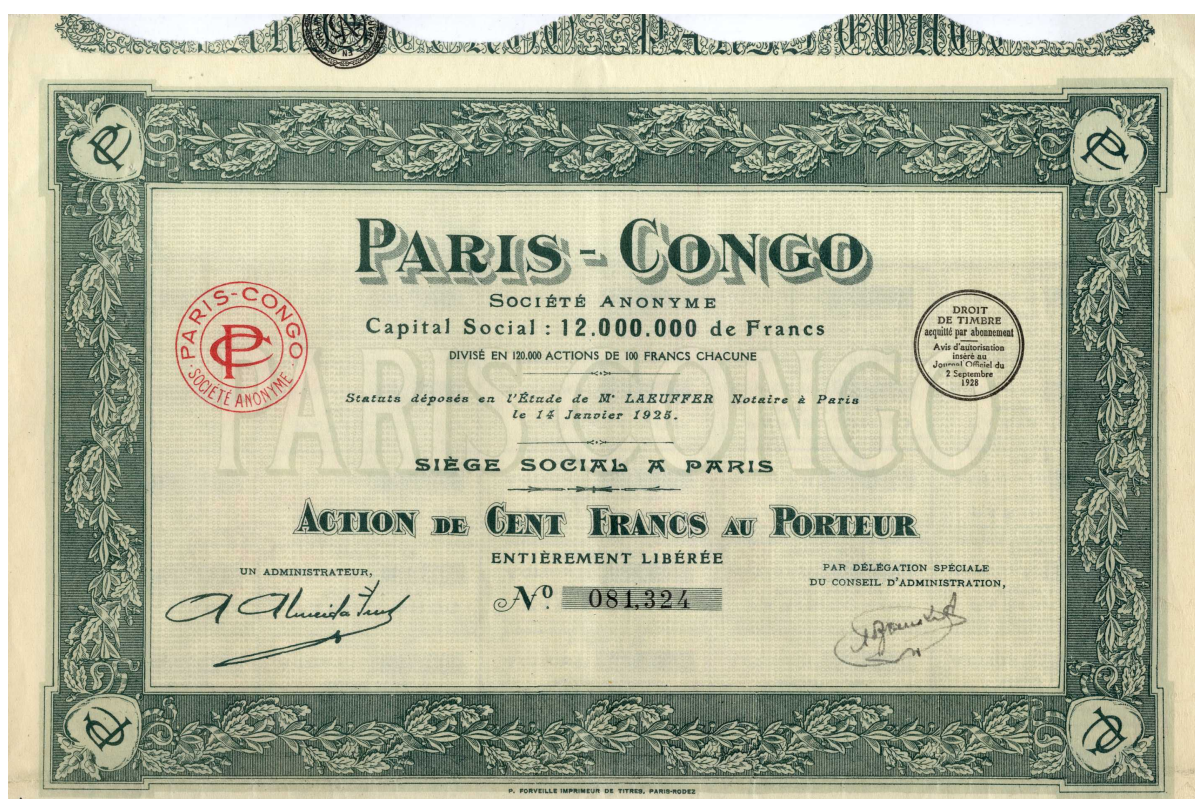 PC
PC
PARIS - CONGO
SOCIÉTÉ ANONYME
Capital Social : 12.000.000 de Francs
DIVISÉ EN 120.000 ACTIONS DE 100 FRANCS CHACUNE
Statuts déposés en l'Étude de Mᵉ LAEUFFER Notaire à Paris
le 14 Janvier 1925.
PARIS-CONGO
PC
SOCIÉTÉ ANONYME
DROIT
DE TIMBRE
acquitté par abonnement
Avis d'autorisation
inséré au
Journal Officiel du
2 Septembre
1928
PARIS-CONGO
SIÈGE SOCIAL A PARIS
ACTION DE CENT FRANCS AU PORTEUR
ENTIÈREMENT LIBÉRÉE
UN ADMINISTRATEUR,
Nº. 081,324
PAR DÉLÉGATION SPÉCIALE
DU CONSEIL D'ADMINISTRATION,
PC
PC
P. FORVEILLE IMPRIMEUR DE TITRES, PARIS-RODEZ